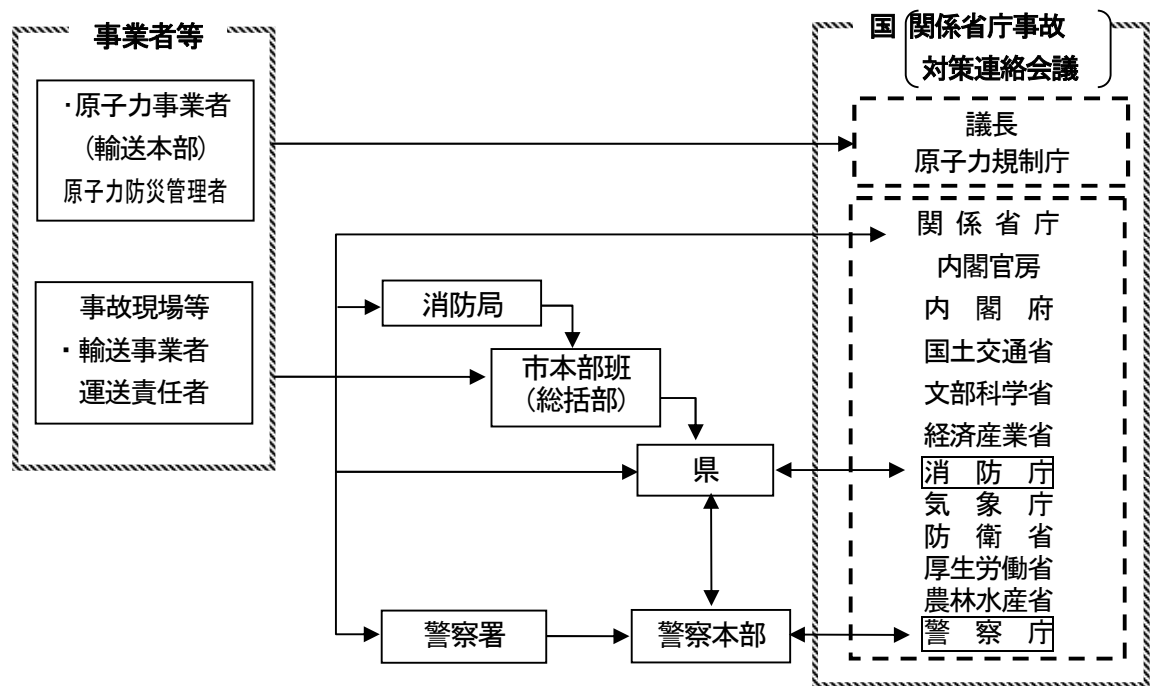 事業者等
・原子力事業者
(輸送本部)
原子力防災管理者
事故現場等
・輸送事業者
運送責任者
消防局
市本部班
(総括部)
県
警察署
警察本部
国 関係省庁事故
対策連絡会議
議長
原子力規制庁
関 係 省 庁
内閣官房
内 閣 府
国土交通省
文部科学省
経済産業省
消 防 庁
気 象 庁
防 衛 省
厚生労働省
農林水産省
警 察 庁